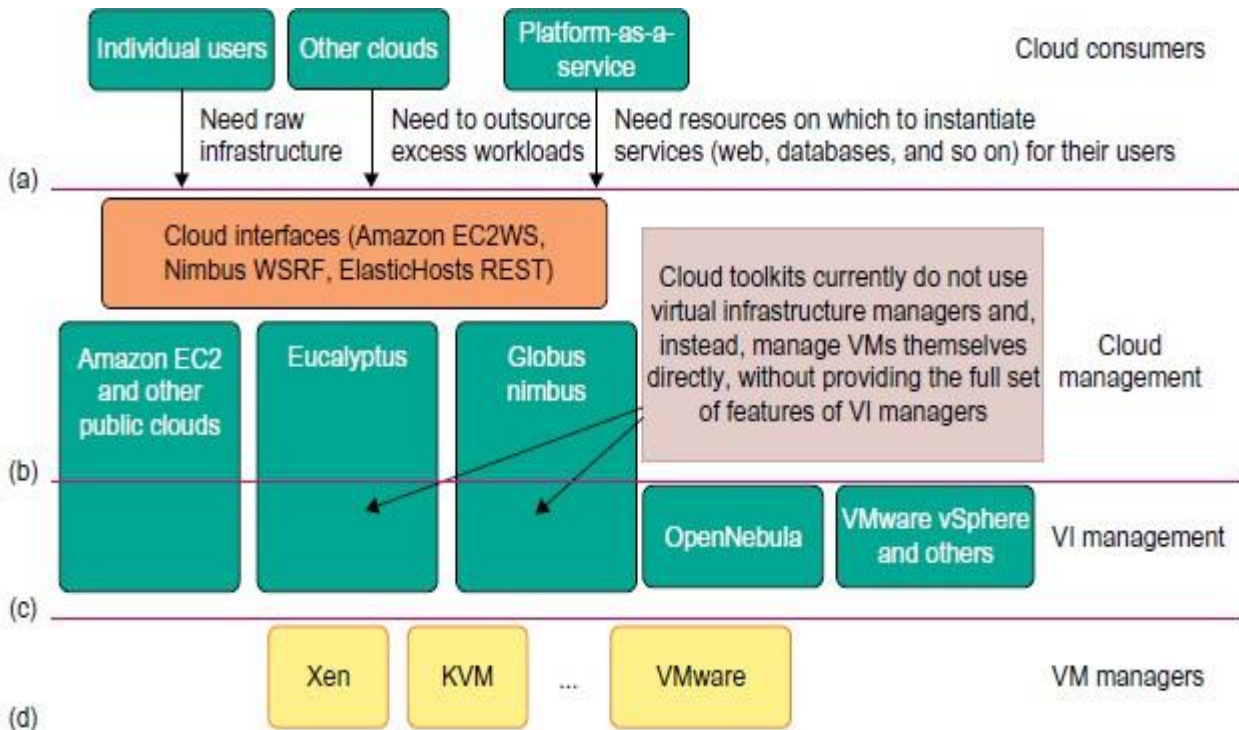 Individual users
Other clouds
Platform-as-a-
service
Cloud consumers
Need raw
infrastructure
Need to outsource
excess workloads
Need resources on which to instantiate
services (web, databases, and so on) for their users
(a)
Cloud interfaces (Amazon EC2WS,
Nimbus WSRF, ElasticHosts REST)
Cloud toolkits currently do not use
virtual infrastructure managers and,
instead, manage VMs themselves
directly, without providing the full set
of features of VI managers
Amazon EC2
and other
public clouds
Eucalyptus
Globus
nimbus
Cloud
management
(b)
OpenNebula
VMware vSphere
and others
VI management
(c)
Xen
KVM
...
VMware
VM managers
(d)